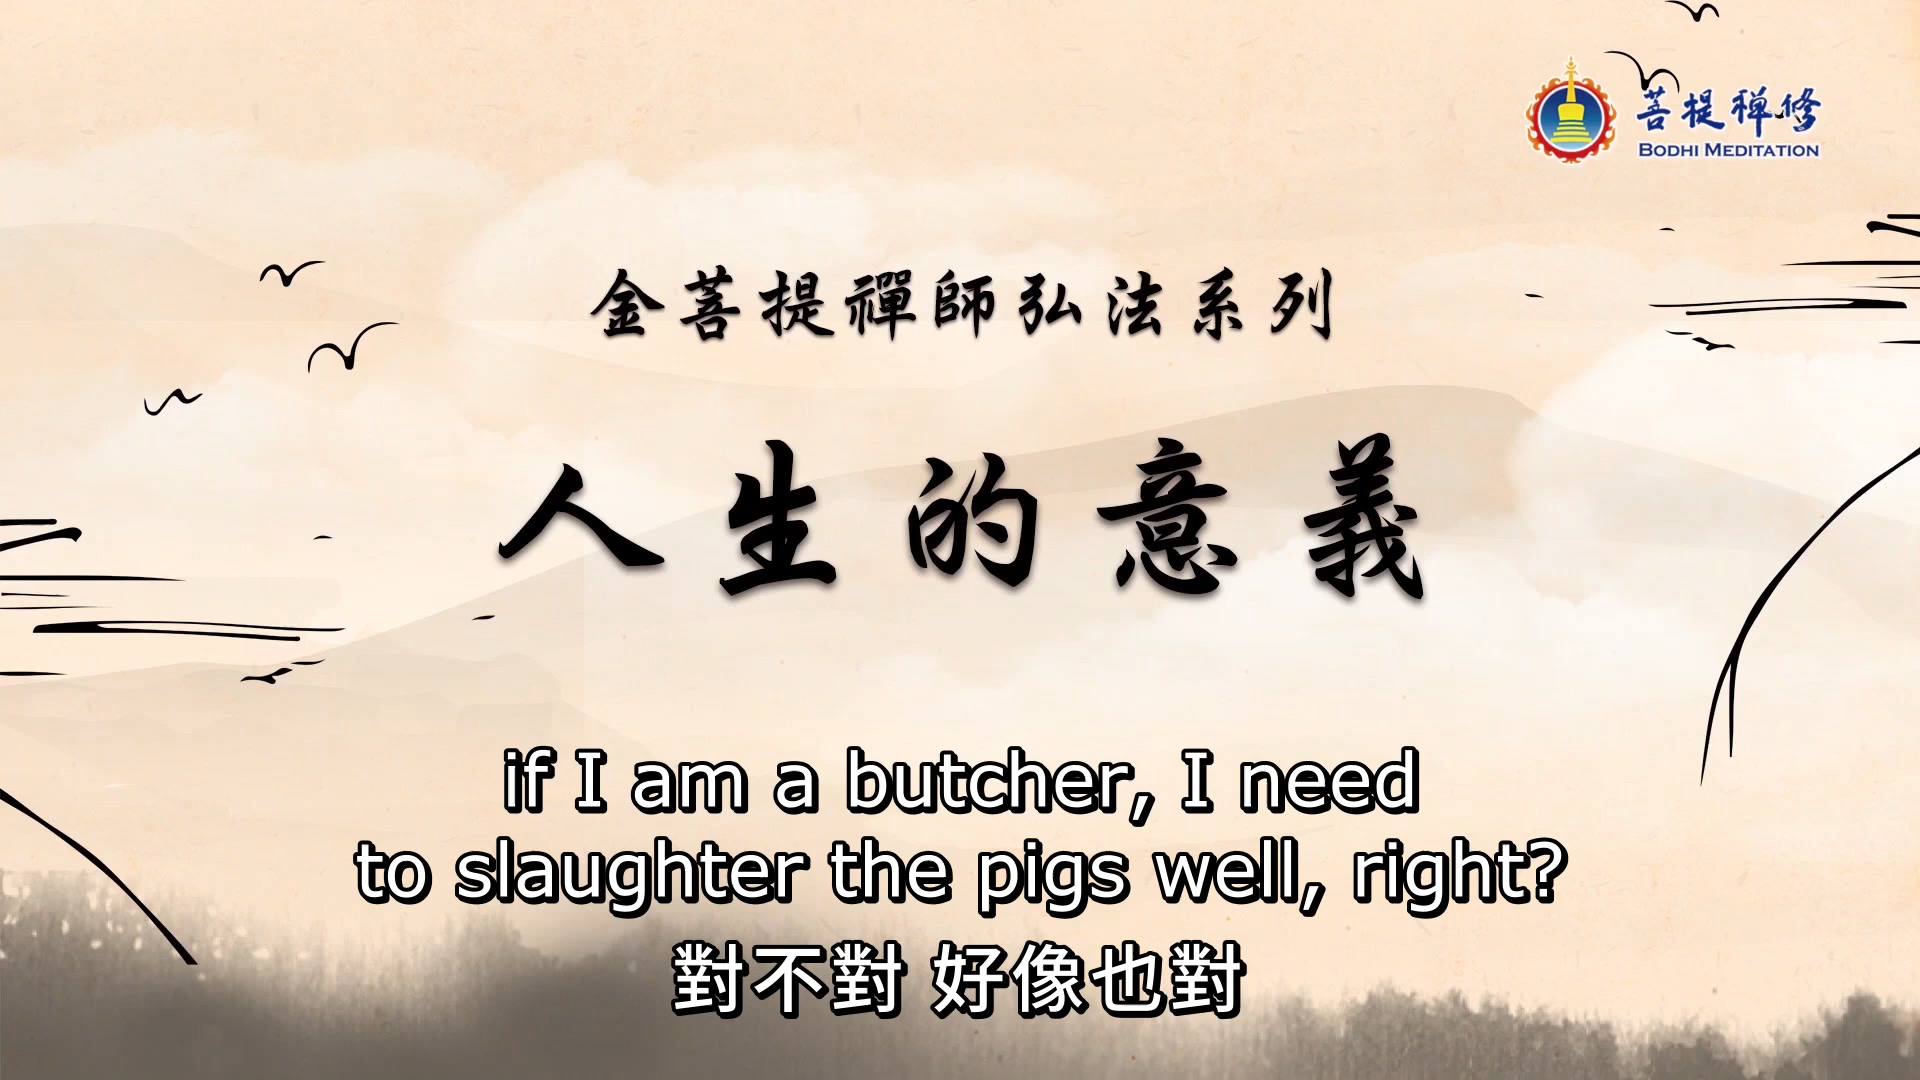 菩提禪修
BODHI MEDITATION
金菩提禪師弘法系列
人生的意義
if I am a butcher, I need
to slaughter the pigs well, right?
對不對 好像也對